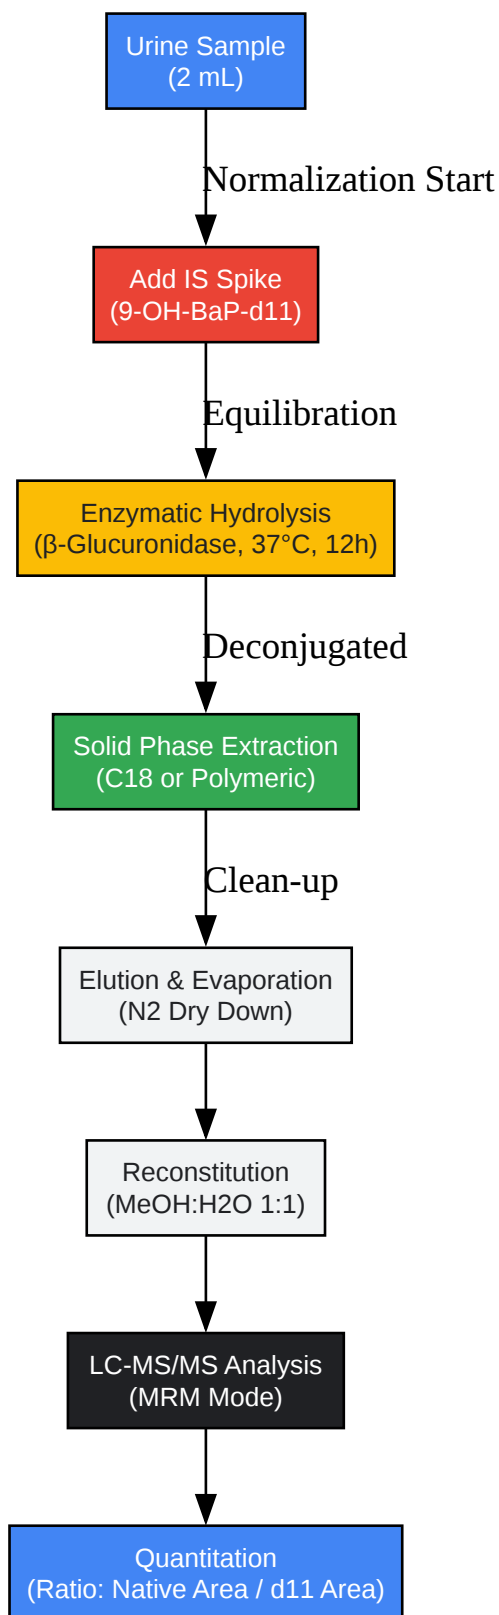 Urine Sample
(2 mL)
Normalization Start
Add IS Spike
(9-OH-BaP-d11)
Equilibration
Enzymatic Hydrolysis
(β-Glucuronidase, 37°C, 12h)
Deconjugated
Solid Phase Extraction
(C18 or Polymeric)
Clean-up
Elution & Evaporation
(N2 Dry Down)
Reconstitution
(MeOH:H2O 1:1)
LC-MS/MS Analysis
(MRM Mode)
Quantitation
(Ratio: Native Area / d11 Area)